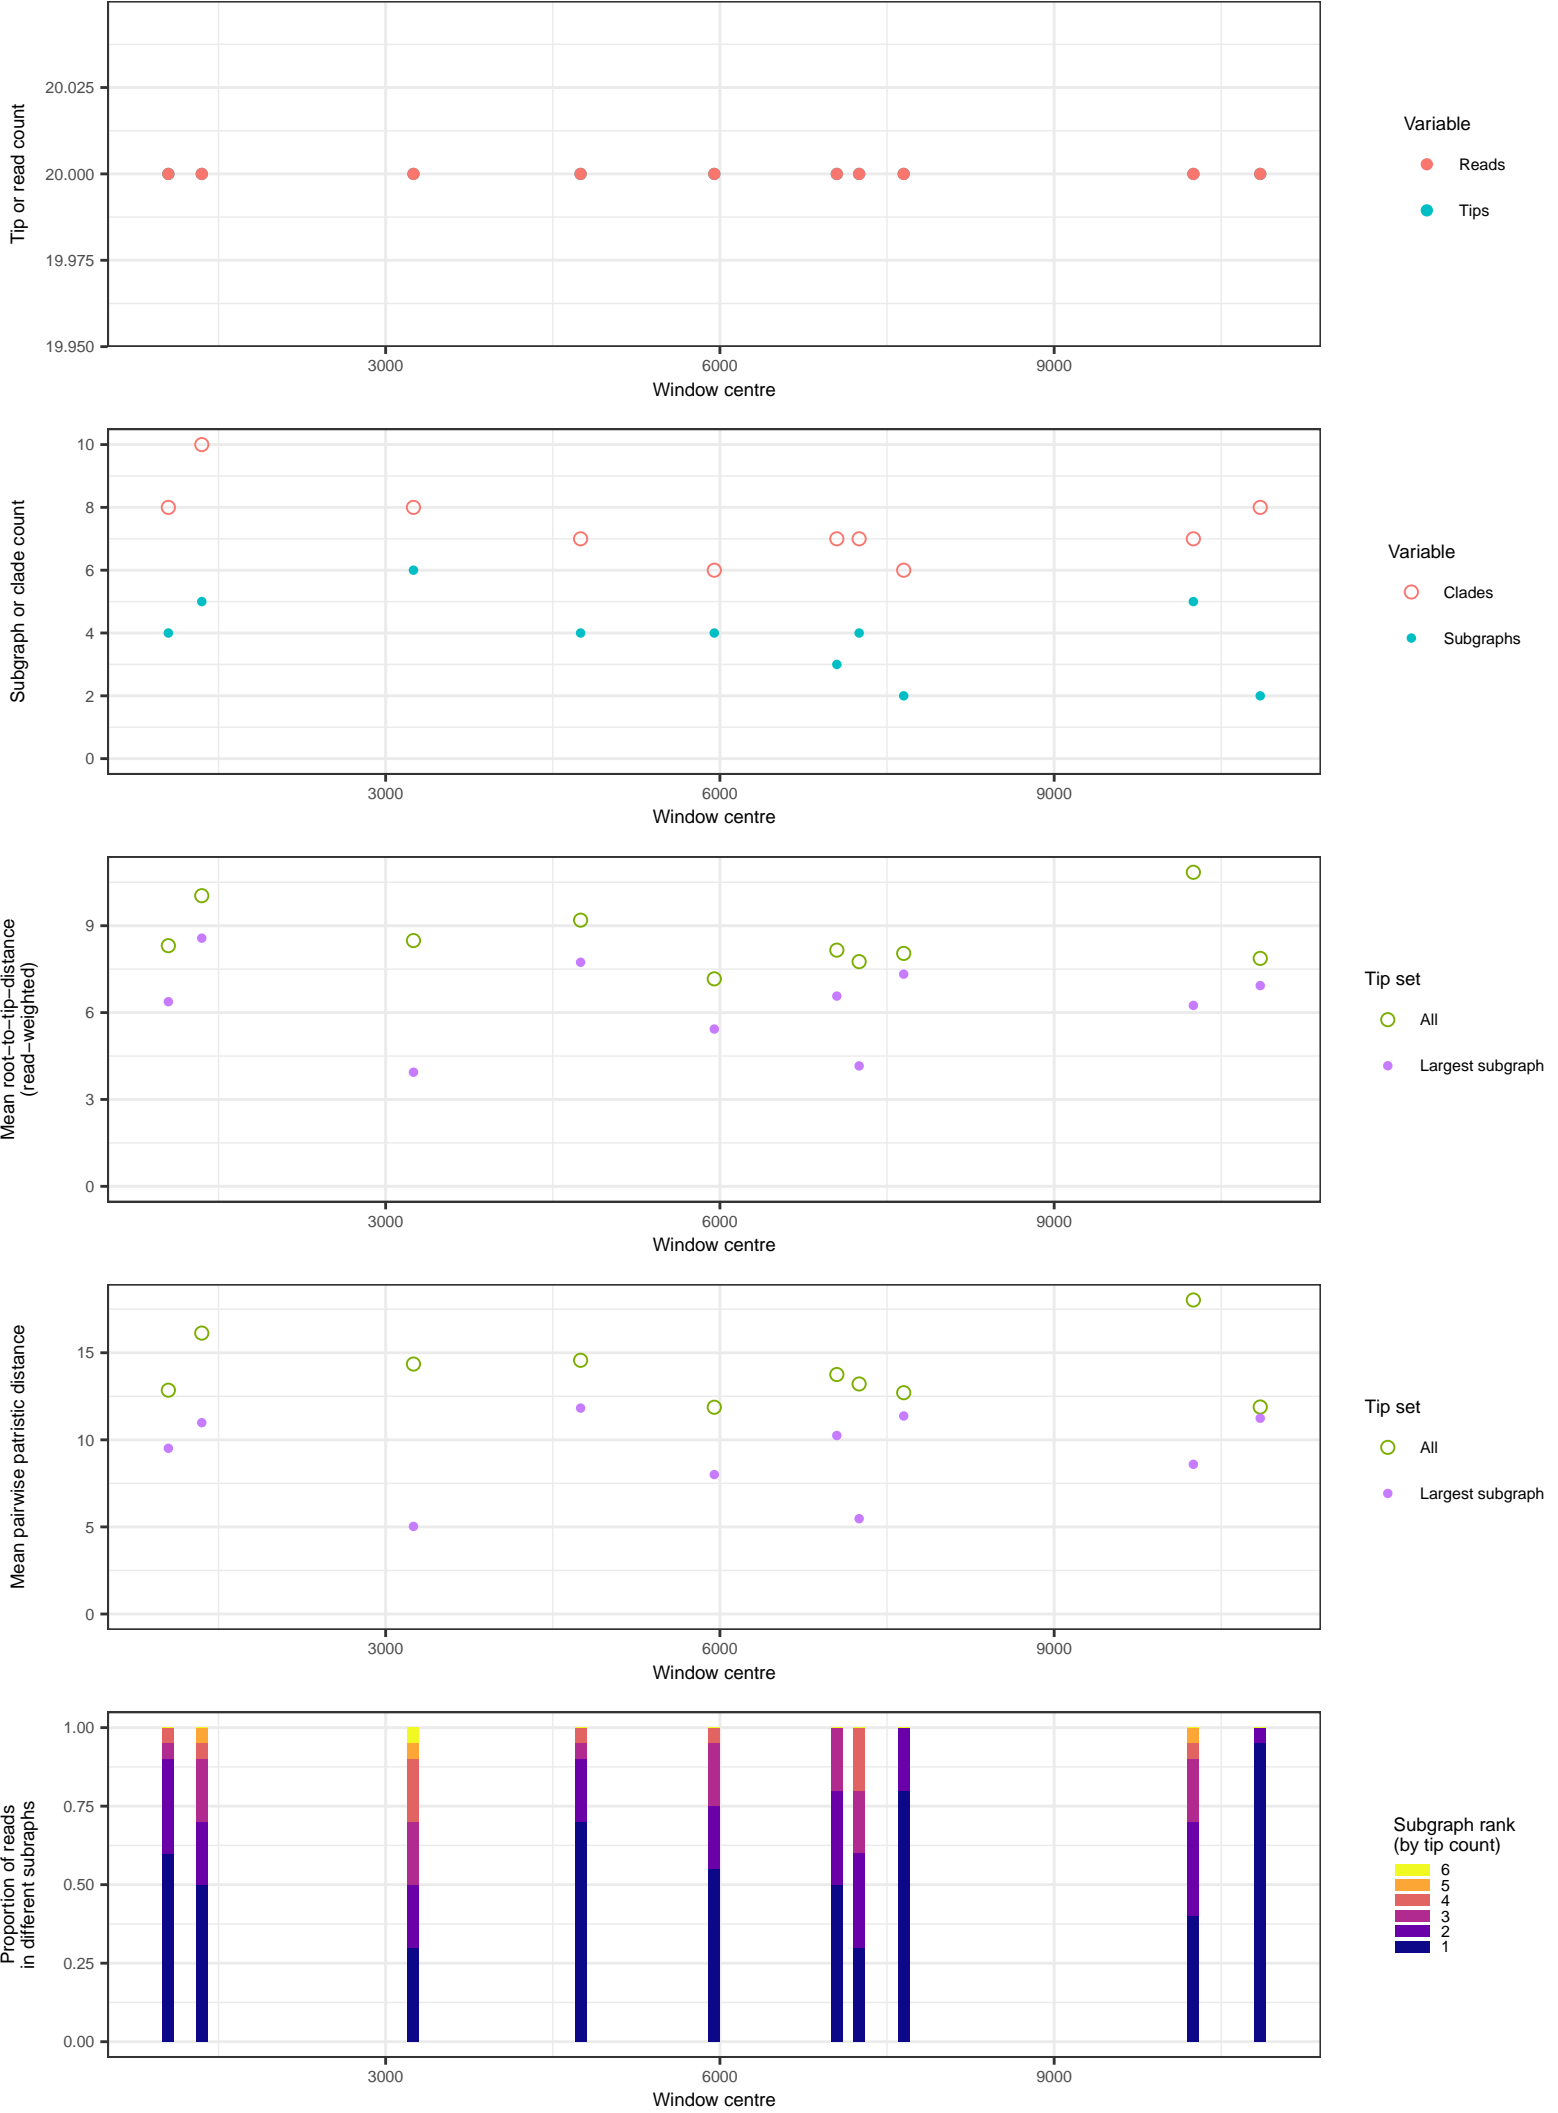 Tip or read count
20.025
20.000
19.975
19.950
3000
6000
9000
Window centre
Variable
Reads
Tips
Subgraph or clade count
10
8
6
4
2
0
3000
6000
9000
Window centre
Variable
Clades
Subgraphs
Mean root−to−tip−distance
(read−weighted)
9
6
3
0
3000
6000
9000
Window centre
Tip set
All
Largest subgraph
Mean pairwise patristic distance
15
10
5
0
3000
6000
9000
Window centre
Tip set
All
Largest subgraph
Proportion of reads
in different subraphs
1.00
0.75
0.50
0.25
0.00
3000
6000
9000
Window centre
Subgraph rank
(by tip count)
6
5
4
3
2
1